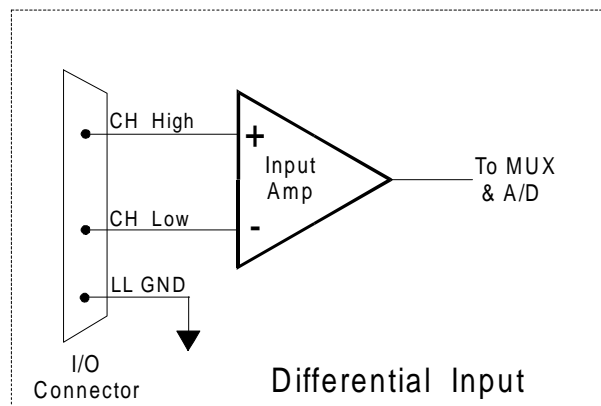 CH High
+
Input
Amp
To MUX
& A/D
CH Low
-
LL GND
I/O
Connector
Differential Input